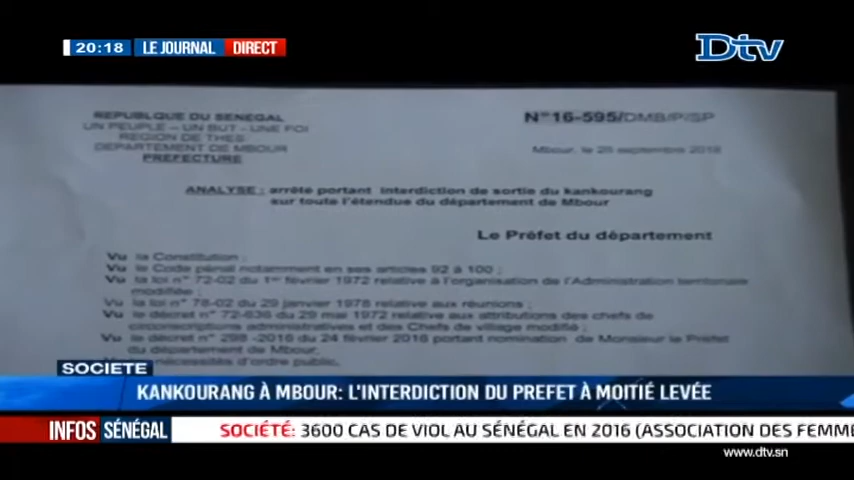 20:18 LE JOURNAL DIRECT
Dtv
REPUBLIQUE DU SENEGAL
UN PEUPLE – UN BUT – UNE FOI
REGION DE THIES
DEPARTEMENT DE MBOUR
PREFECTURE
N°16-595/DMB/P/SP
Mbour, le septembre 2016
ANALYSE : arrêté portant interdiction de sortie du kankourang
sur toute l'étendue du département de Mbour
Le Préfet du département
Vu la Constitution ;
Vu le Code pénal notamment en ses articles 92 à 100 ;
Vu la loi n° 72-02 du 1er février 1972 relative à l'organisation de l'Administration territoriale
modifiée ;
Vu la loi n° 78-02 du 29 janvier 1978 relative aux réunions ;
Vu le décret n° 72-636 du 29 mai 1972 relative aux attributions des chefs de
circonscriptions administratives et des Chefs de village modifié ;
Vu le décret n° 298 -2016 du 24 février 2016 portant nomination de Monsieur le Préfet
du département de Mbour,
nécessités d'ordre public,
SOCIETE
KANKOURANG À MBOUR: L'INTERDICTION DU PREFET À MOITIÉ LEVÉE
INFOS SÉNÉGAL SOCIÉTÉ: 3600 CAS DE VIOL AU SÉNÉGAL EN 2016 (ASSOCIATION DES FEMME
www.dtv.sn